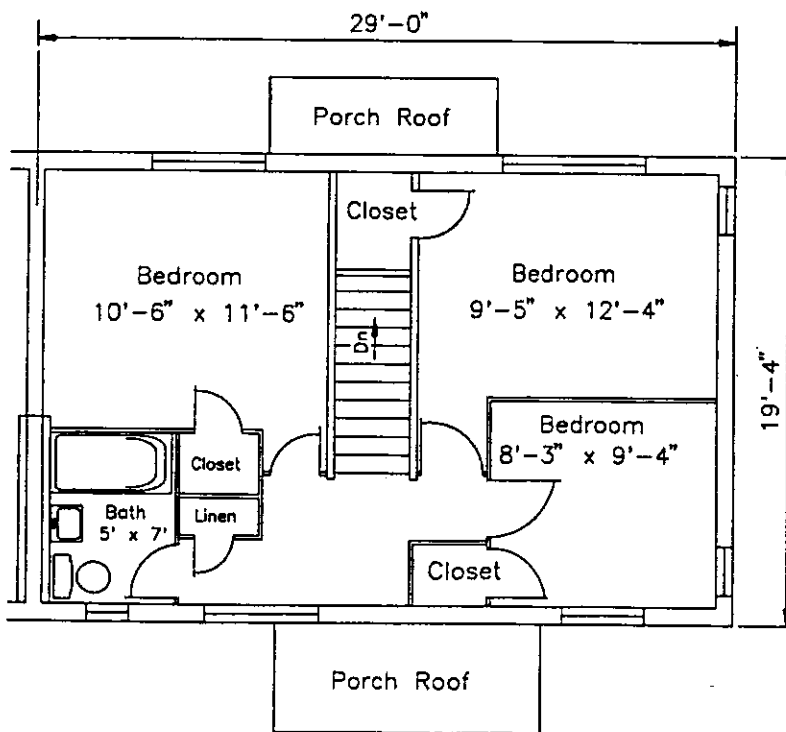 29'-0"
Porch Roof
Closet
Bedroom
10'-6" x 11'-6"
Bedroom
9'-5" x 12'-4"
Dn
19'-4"
Bedroom
8'-3" x 9'-4"
Closet
Linen
Bath
5' x 7'
Closet
Porch Roof